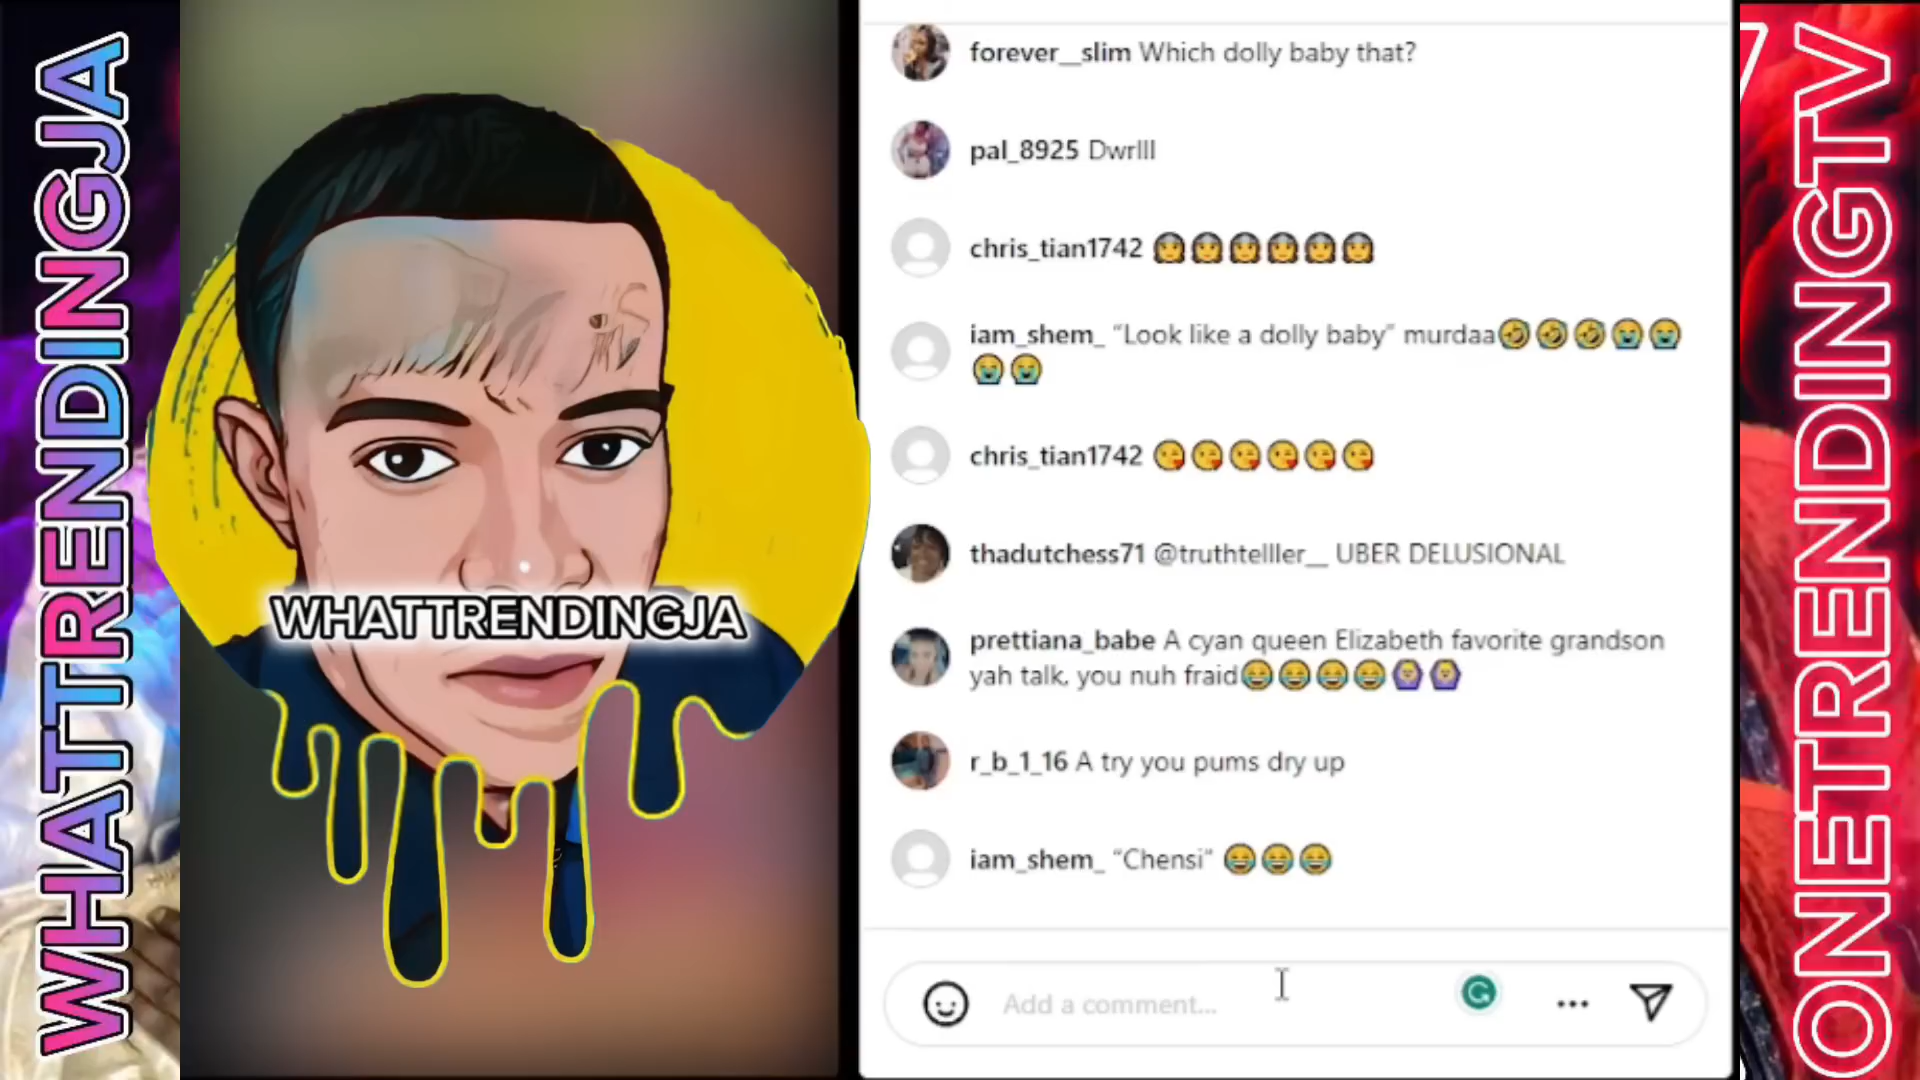 WHATTRENDINGJA
WHATTRENDINGJA
forever__slim Which dolly baby that?
pal_8925 Dwrlll
chris_tian1742 👰👰👰👰👰👰
iam_shem_ “Look like a dolly baby” murdaa🤣🤣🤣😭😭
😭😭
chris_tian1742 😘😘😘😘😘😘
thadutchess71 @truthtelller__ UBER DELUSIONAL
prettiana_babe A cyan queen Elizabeth favorite grandson
yah talk, you nuh fraid😂😂😂😂🙆🙆
r_b_1_16 A try you pums dry up
iam_shem_ “Chensi” 😂😂😂
Add a comment...
ONETRENDINGTV